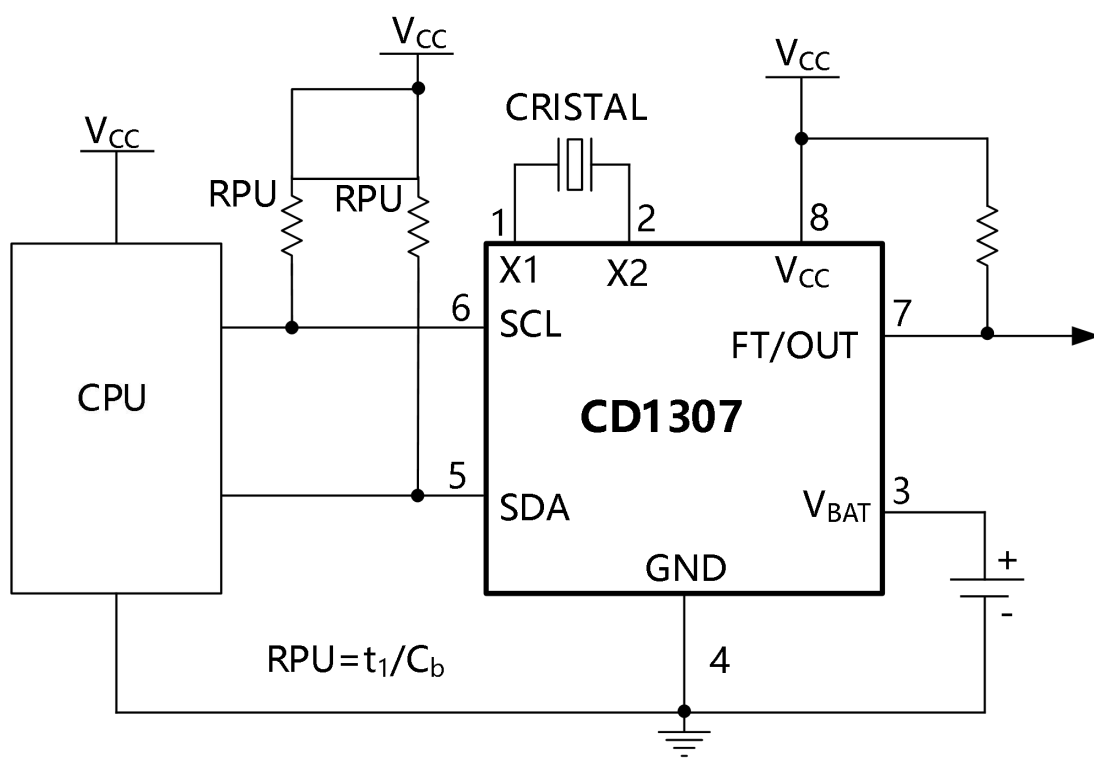 VCC
VCC
VCC
CRISTAL
RPU
RPU
1
2
8
X1
X2
VCC
6
SCL
7
FT/OUT
CPU
CD1307
5
SDA
3
VBAT
GND
+
-
RPU=t1/Cb
4